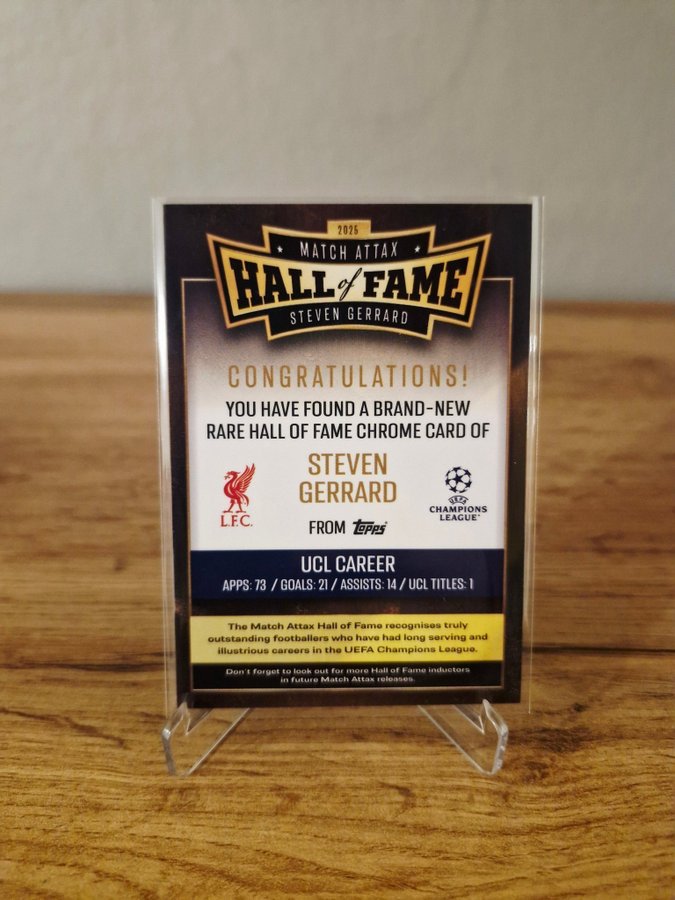 2025
MATCH ATTAX
HALL of FAME
STEVEN GERRARD
CONGRATULATIONS!
YOU HAVE FOUND A BRAND-NEW
RARE HALL OF FAME CHROME CARD OF
STEVEN
GERRARD
L.F.C.
UEFA
CHAMPIONS
LEAGUE
FROM topps
UCL CAREER
APPS: 73 / GOALS: 21 / ASSISTS: 14 / UCL TITLES: 1
The Match Attax Hall of Fame recognises truly
outstanding footballers who have had long serving and
illustrious careers in the UEFA Champions League.
Don't forget to look out for more Hall of Fame inductors
in future Match Attax releases.